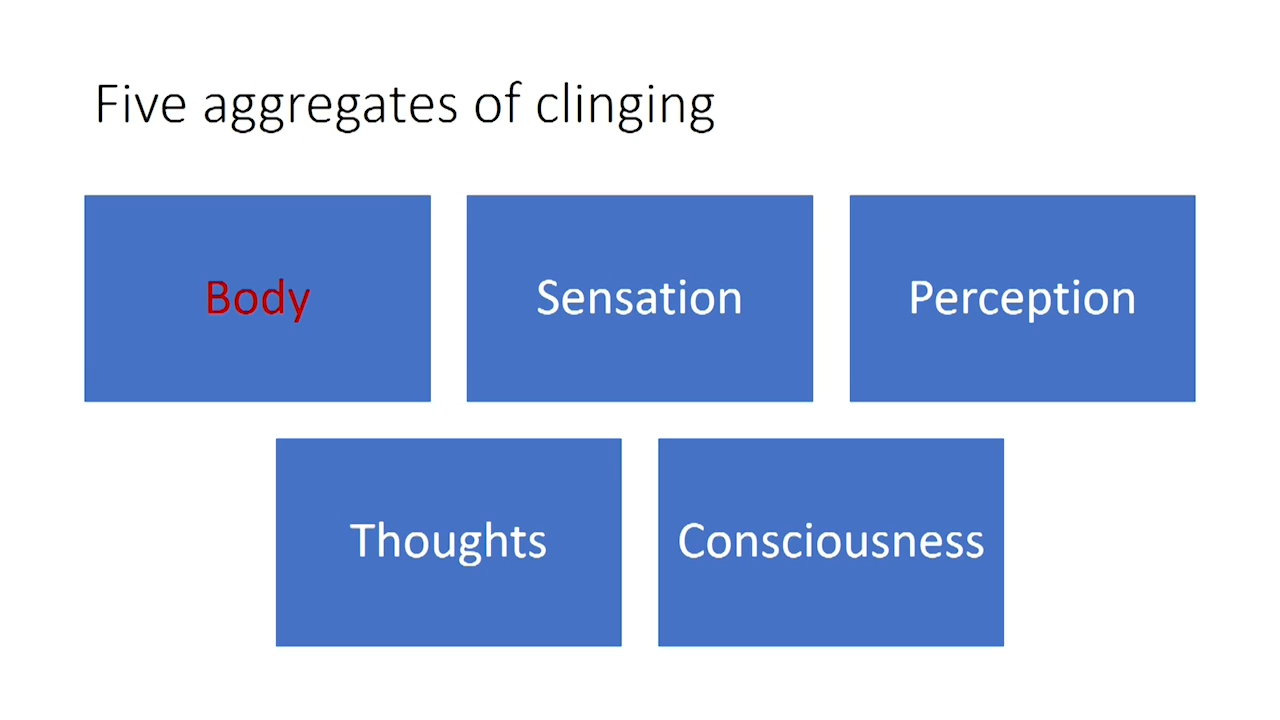 Five aggregates of clinging
Body
Sensation
Perception
Thoughts
Consciousness